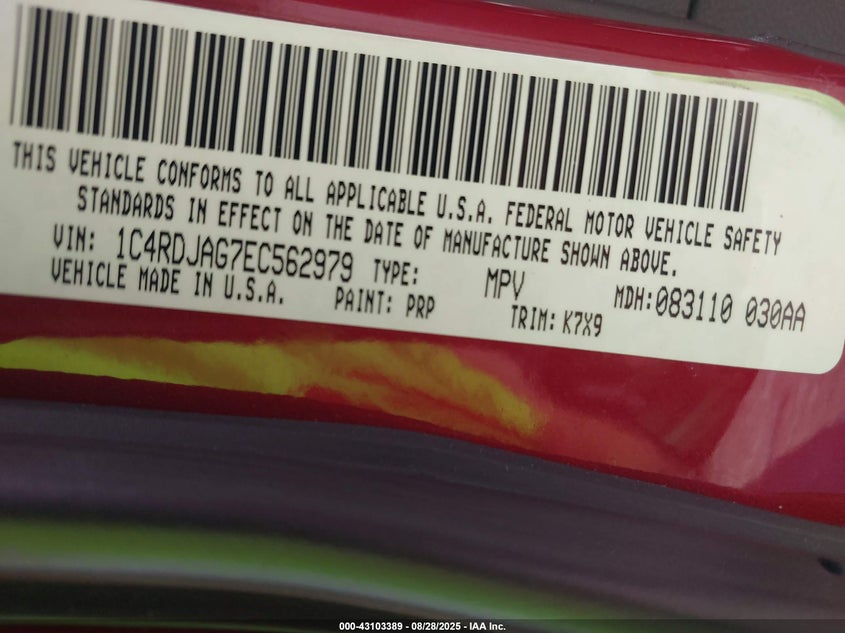 THIS VEHICLE CONFORMS TO ALL APPLICABLE U.S.A. FEDERAL MOTOR VEHICLE SAFETY
STANDARDS IN EFFECT ON THE DATE OF MANUFACTURE SHOWN ABOVE.
VIN: 1C4RDJAG7EC562979 TYPE: MPV MDH:083110 030AA
VEHICLE MADE IN U.S.A. PAINT: PRP TRIM: K7X9
000-43103389 - 08/28/2025 - IAA Inc.